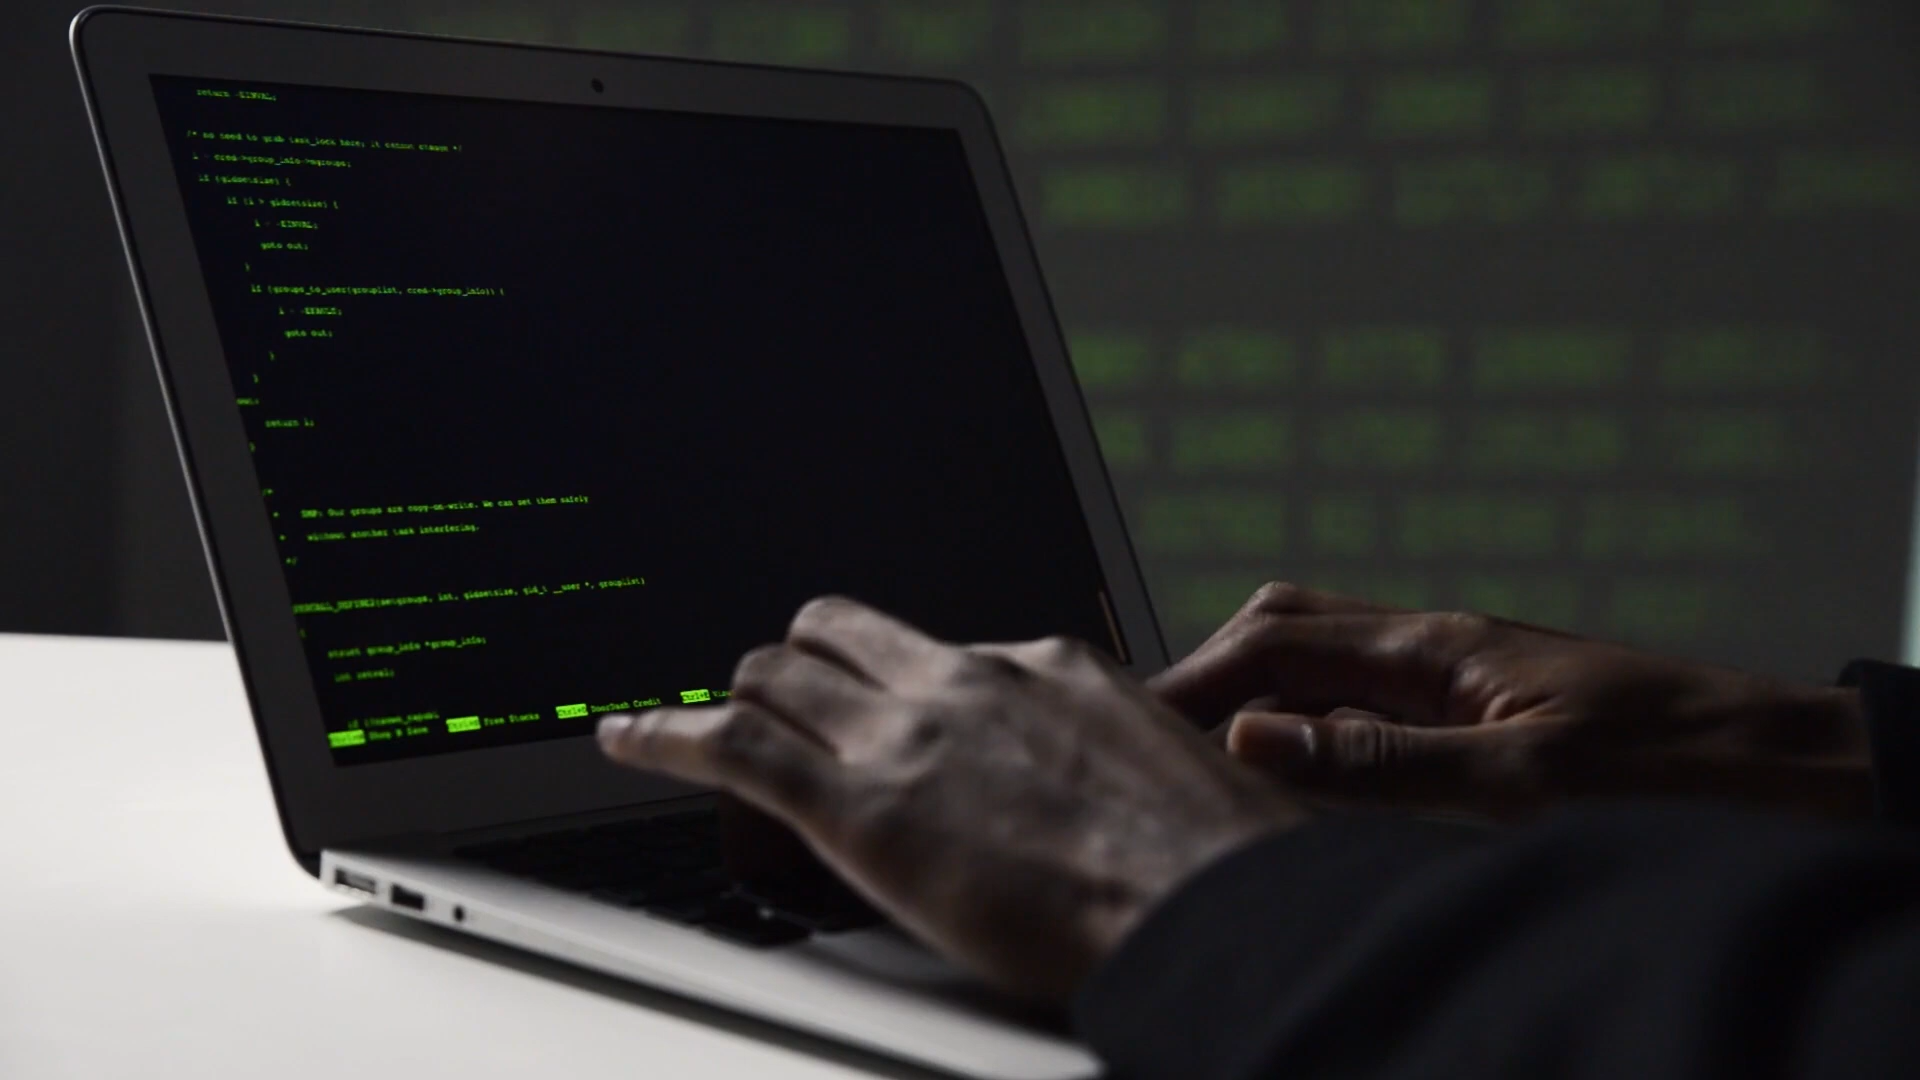 return -EINVAL;
/* no need to grab task_lock here; it cannot change */
i = cred->group_info->ngroups;
if (gidsetsize) {
if (i > gidsetsize) {
i = -EINVAL;
goto out;
}
if (groups_to_user(grouplist, cred->group_info)) {
i = -EFAULT;
goto out;
}
}
out:
return i;
}
/*
* SMP: Our groups are copy-on-write. We can set them safely
* without another task interfering.
*/
SYSCALL_DEFINE2(setgroups, int, gidsetsize, gid_t __user *, grouplist)
{
struct group_info *group_info;
int retval;
Shop & Save Free Stocks DoorDash Credit